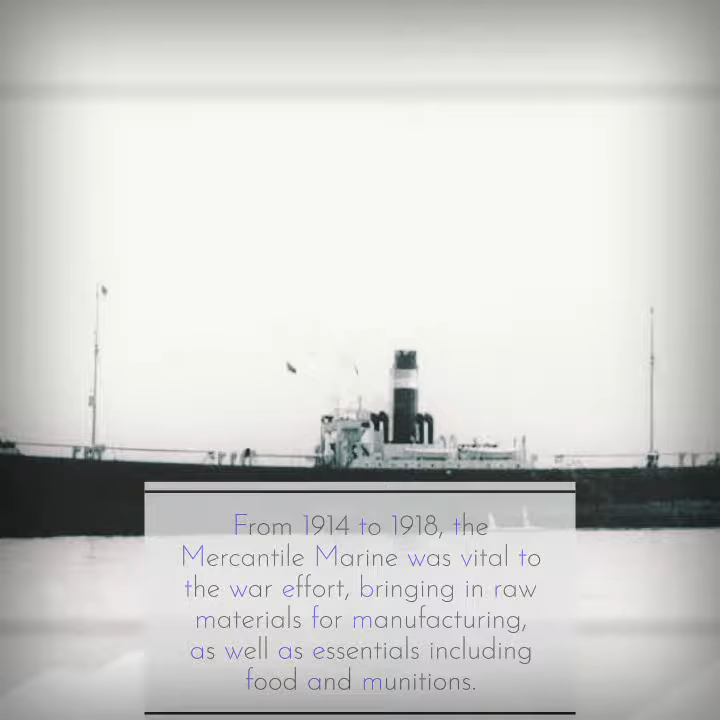 From 1914 to 1918, the
Mercantile Marine was vital to
the war effort, bringing in raw
materials for manufacturing,
as well as essentials including
food and munitions.